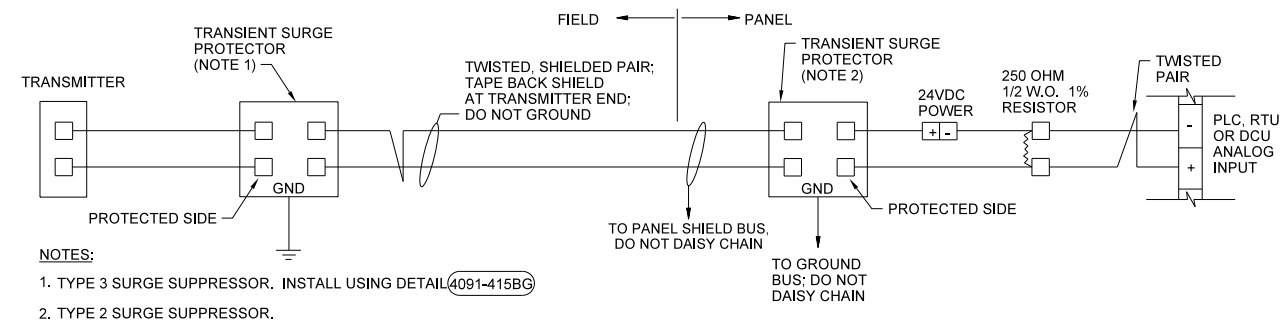 FIELD
PANEL
TRANSIENT SURGE
PROTECTOR
(NOTE 1)
TRANSMITTER
TWISTED, SHIELDED PAIR;
TAPE BACK SHIELD
AT TRANSMITTER END;
DO NOT GROUND
TRANSIENT SURGE
PROTECTOR
(NOTE 2)
24VDC
POWER
+ -
250 OHM
1/2 W.O. 1%
RESISTOR
TWISTED
PAIR
-
+
PLC, RTU
OR DCU
ANALOG
INPUT
GND
PROTECTED SIDE
TO PANEL SHIELD BUS,
DO NOT DAISY CHAIN
GND
PROTECTED SIDE
TO GROUND
BUS; DO NOT
DAISY CHAIN
NOTES:
1. TYPE 3 SURGE SUPPRESSOR. INSTALL USING DETAIL 4091-415BG
2. TYPE 2 SURGE SUPPRESSOR.